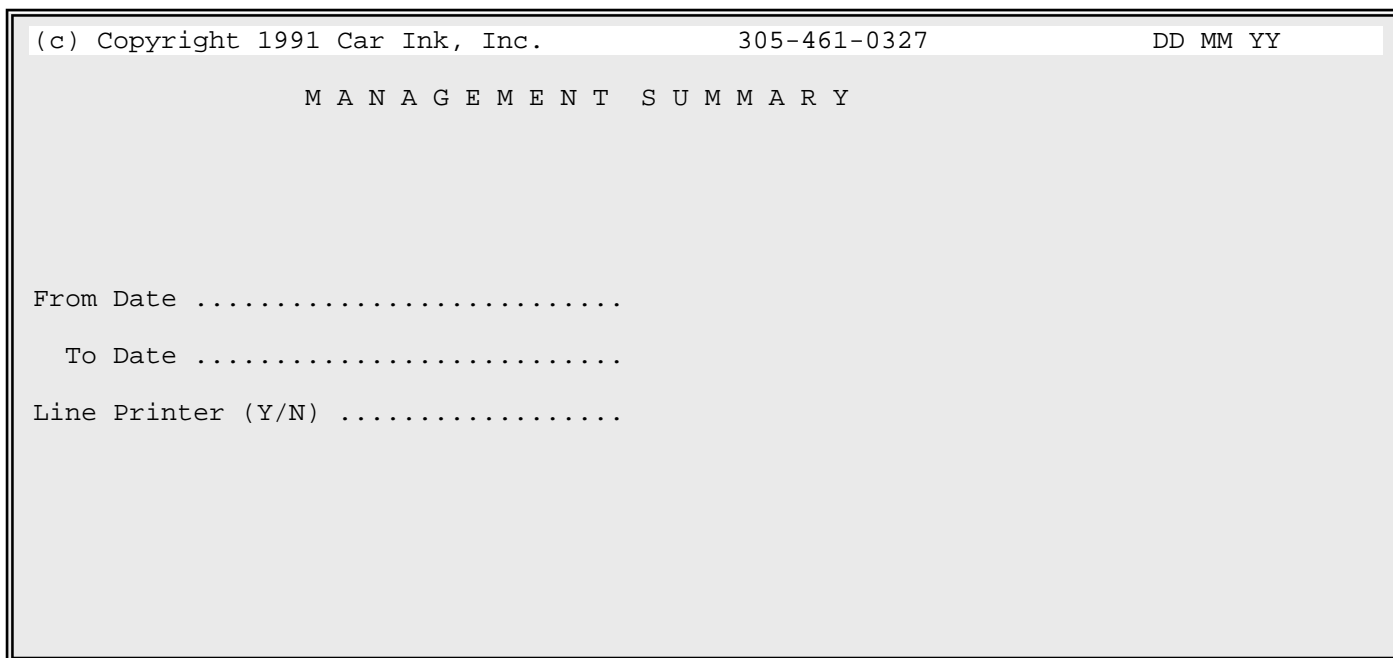 (c) Copyright 1991 Car Ink, Inc. 305-461-0327 DD MM YY
M A N A G E M E N T S U M M A R Y
From Date ...........................
To Date ...........................
Line Printer (Y/N) ..................